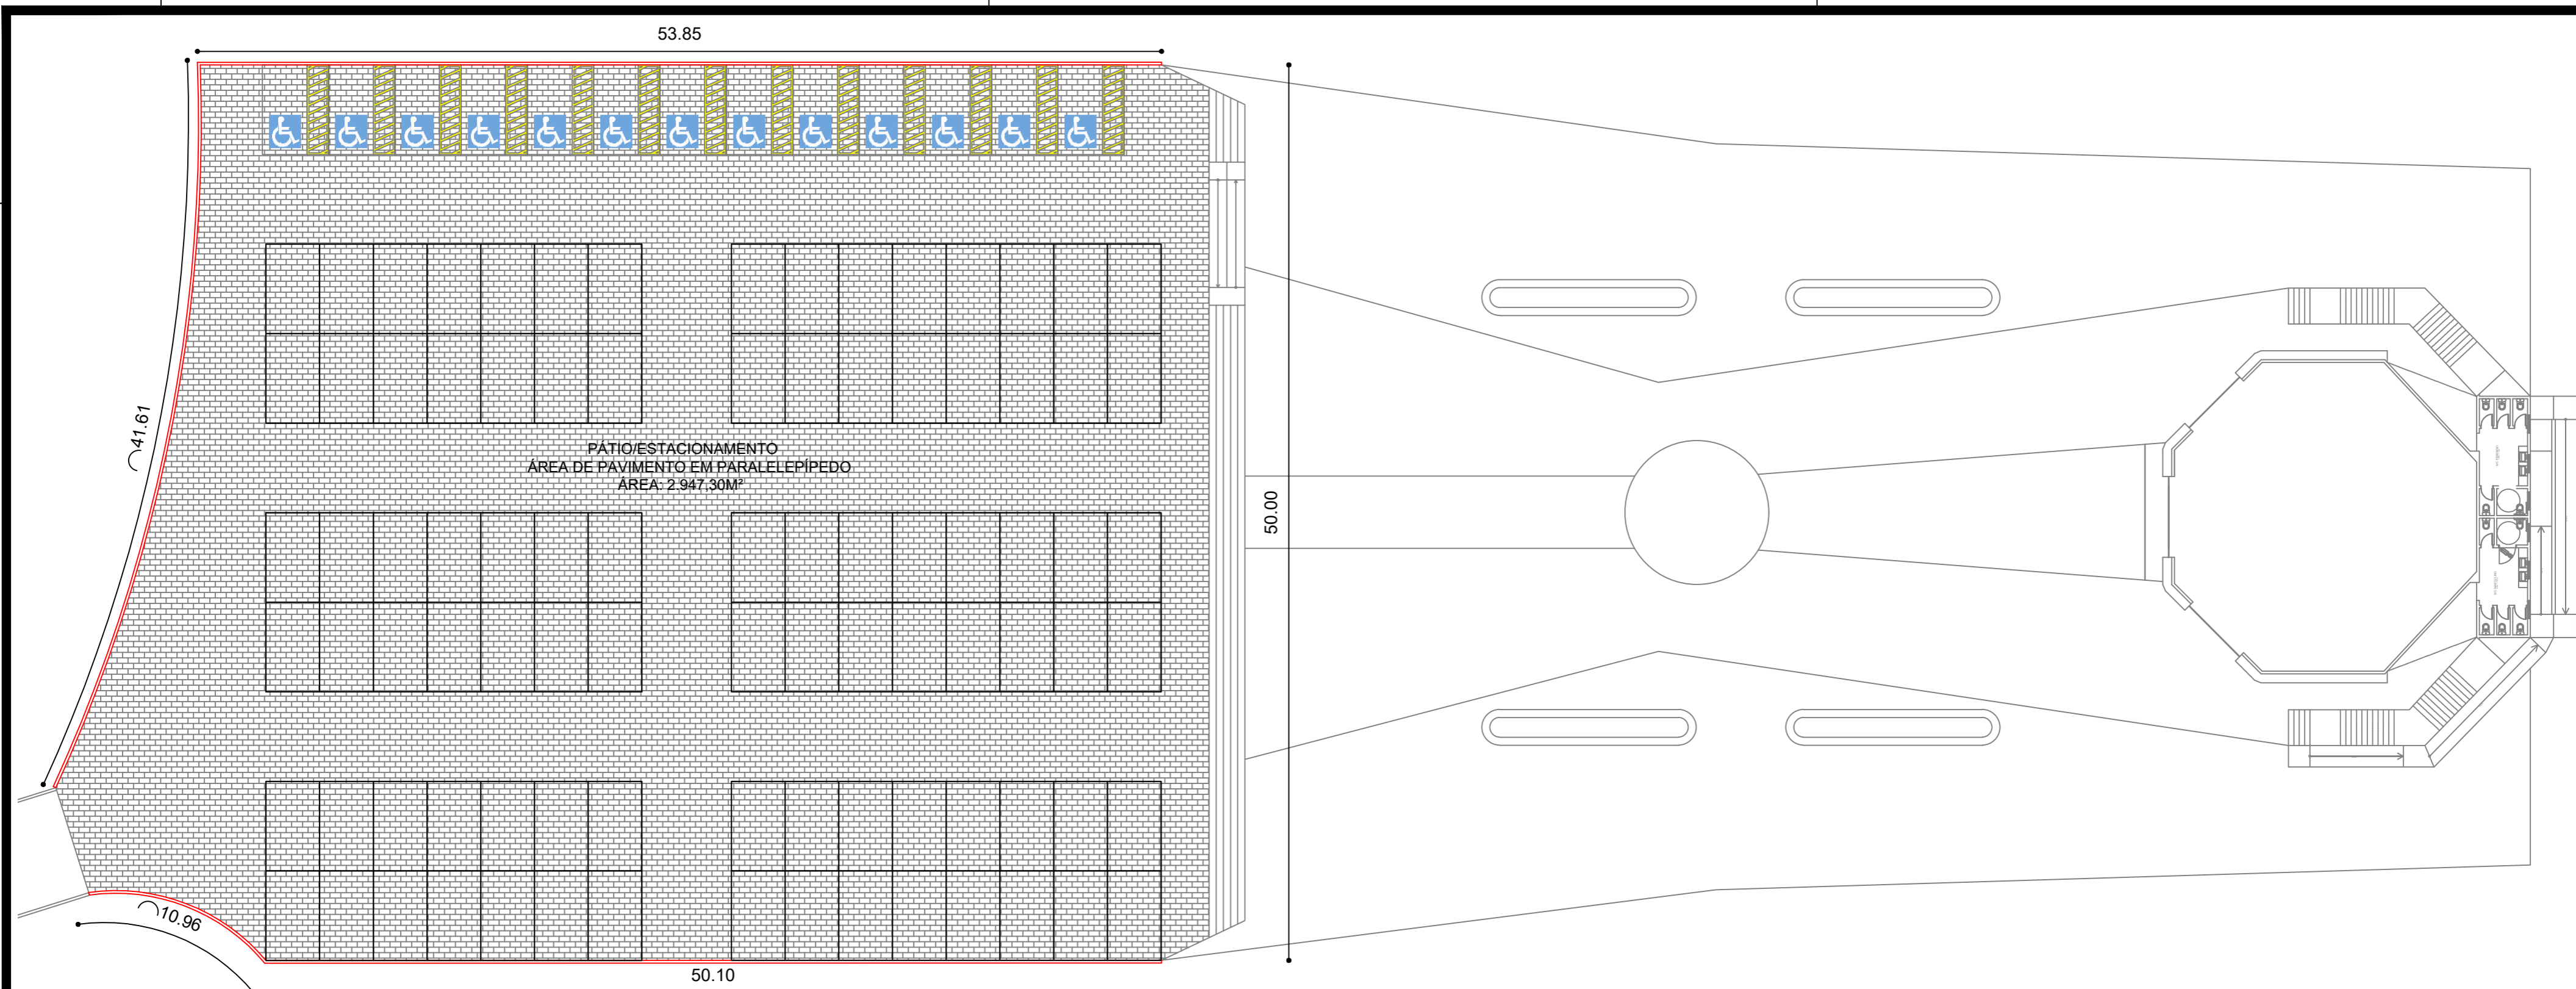 53.85
41.61
PÁTIO/ESTACIONAMENTO
ÁREA DE PAVIMENTO EM PARALELEPÍPEDO
ÁREA: 2.947,30M²
50.00
10.96
50.10